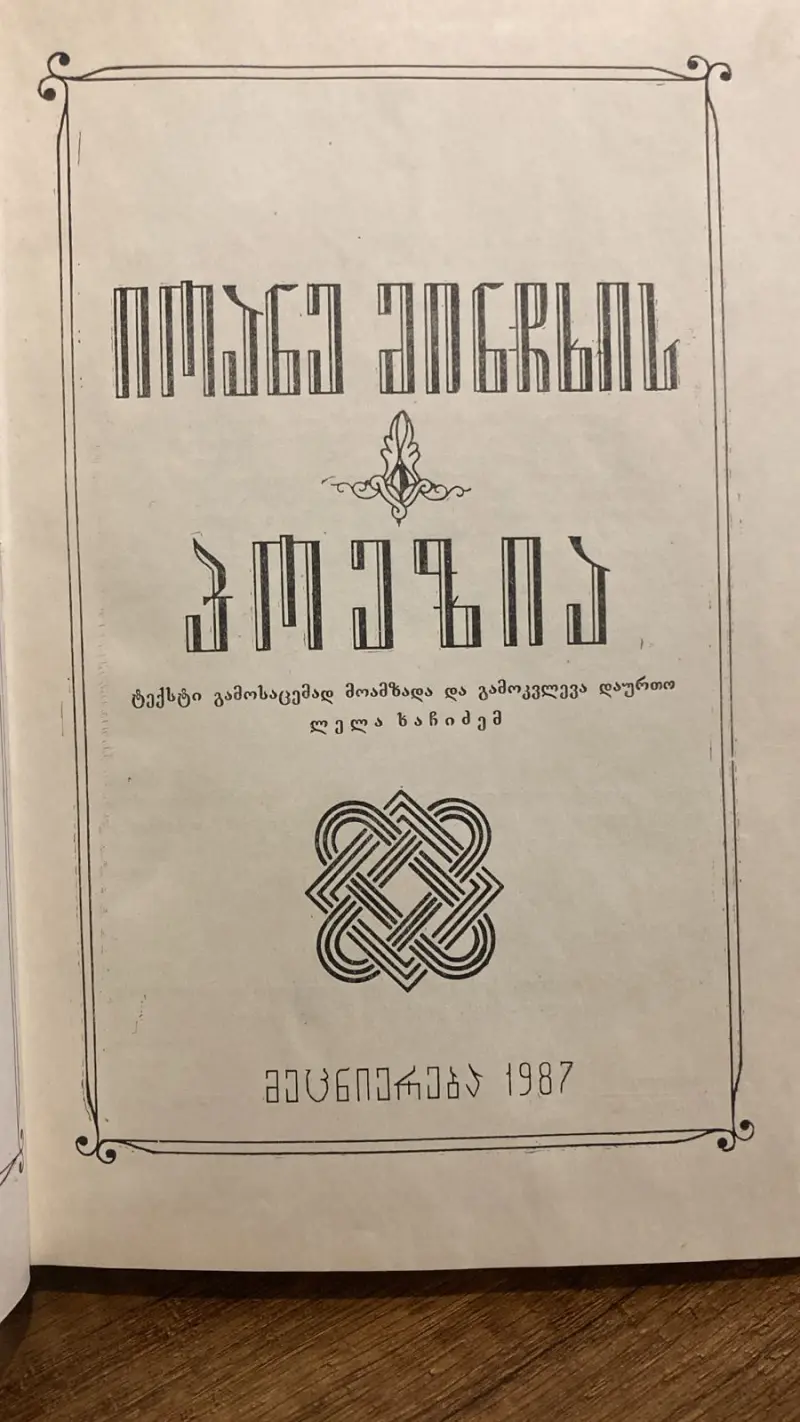 იოანე მინჩხის
პოეზია
ტექსტი გამოსაცემად მოამზადა და გამოკვლევა დაურთო
ლელა ხაჩიძემ
მეცნიერება 1987